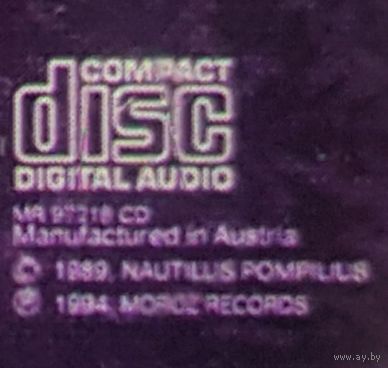 COMPACT
disc
DIGITAL AUDIO
MR 97218 CD
Manufactured in Austria
© 1989, NAUTILUS POMPILIUS
℗ 1994, MOROZ RECORDS
www.ay.by